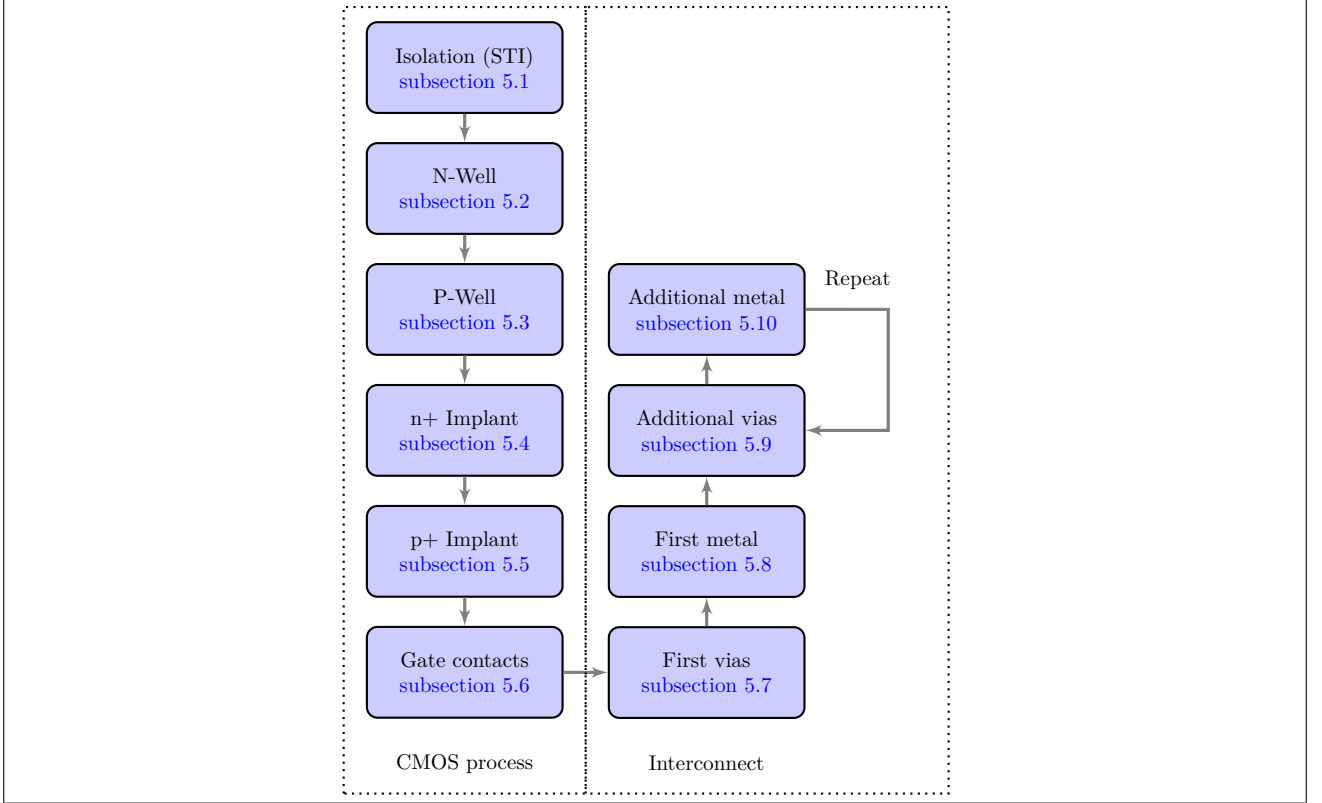 Isolation (STI)
subsection 5.1
N-Well
subsection 5.2
P-Well
subsection 5.3
n+ Implant
subsection 5.4
p+ Implant
subsection 5.5
Gate contacts
subsection 5.6
CMOS process
Additional metal
subsection 5.10
Repeat
Additional vias
subsection 5.9
First metal
subsection 5.8
First vias
subsection 5.7
Interconnect